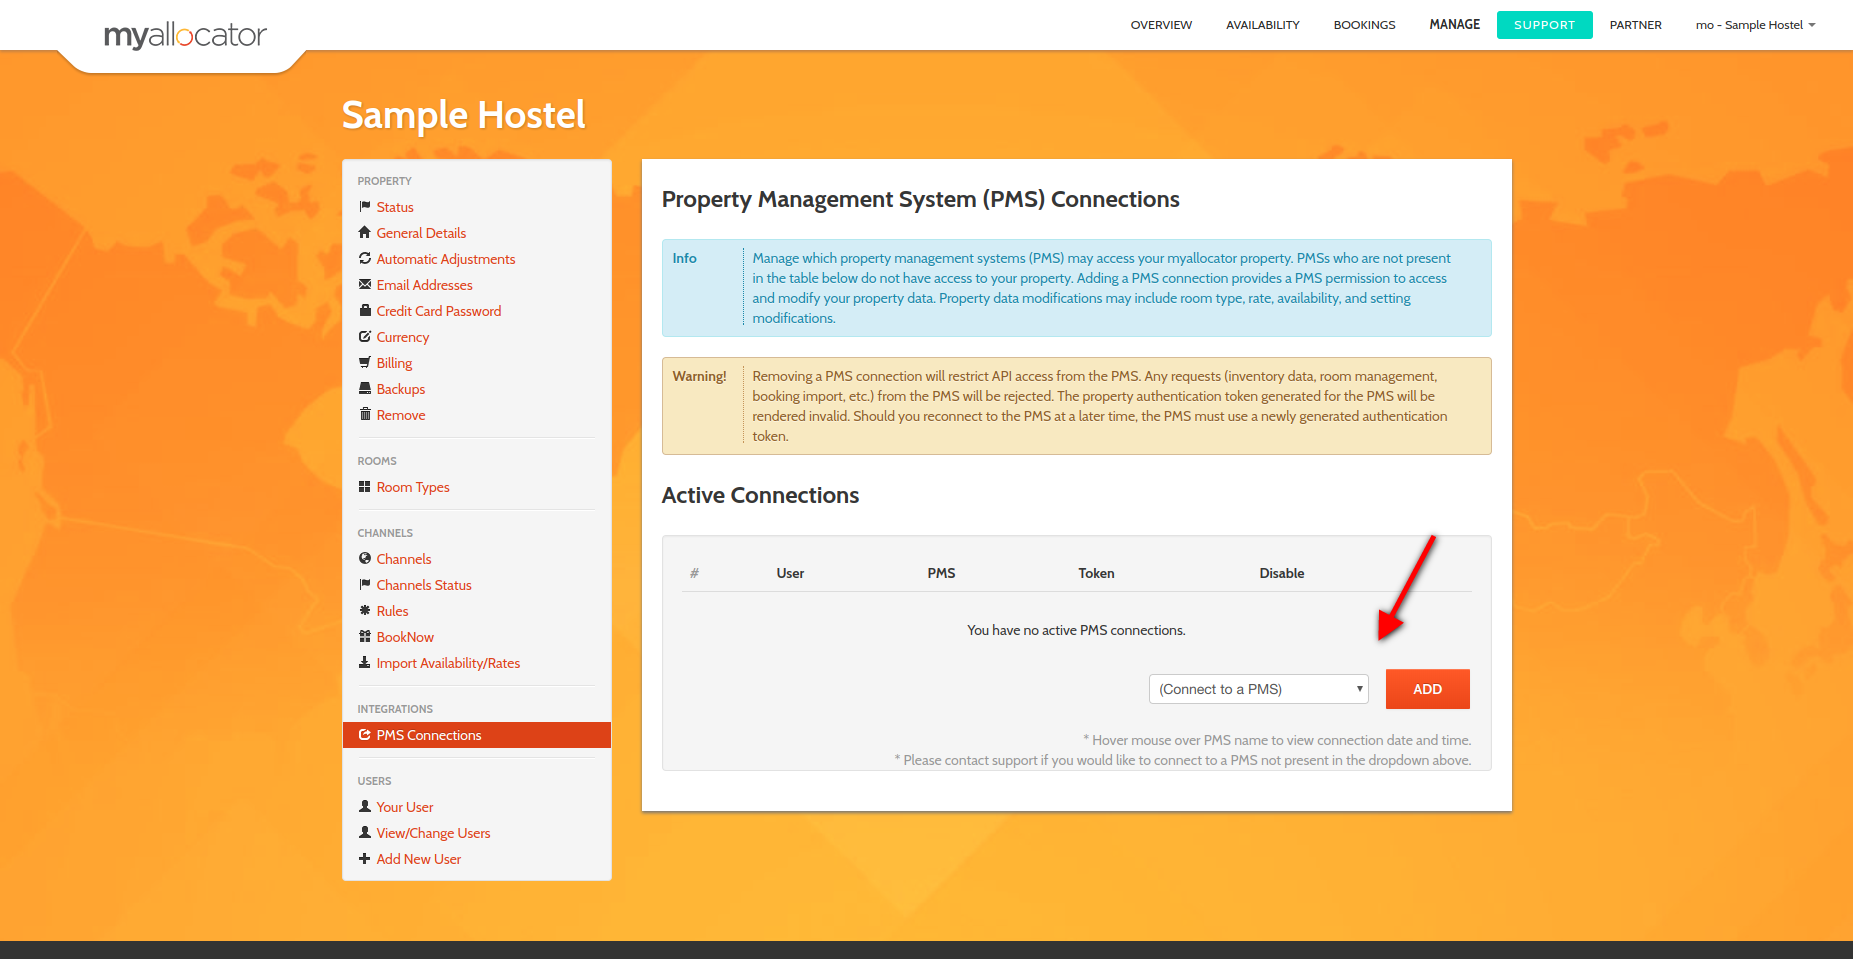 myallocator
OVERVIEW
AVAILABILITY
BOOKINGS
MANAGE
SUPPORT
PARTNER
mo - Sample Hostel
Sample Hostel
PROPERTY
Status
General Details
Automatic Adjustments
Email Addresses
Credit Card Password
Currency
Billing
Backups
Remove
ROOMS
Room Types
CHANNELS
Channels
Channels Status
Rules
BookNow
Import Availability/Rates
INTEGRATIONS
PMS Connections
USERS
Your User
View/Change Users
Add New User
Property Management System (PMS) Connections
Info
Manage which property management systems (PMS) may access your myallocator property. PMSs who are not present
in the table below do not have access to your property. Adding a PMS connection provides a PMS permission to access
and modify your property data. Property data modifications may include room type, rate, availability, and setting
modifications.
Warning!
Removing a PMS connection will restrict API access from the PMS. Any requests (inventory data, room management,
booking import, etc.) from the PMS will be rejected. The property authentication token generated for the PMS will be
rendered invalid. Should you reconnect to the PMS at a later time, the PMS must use a newly generated authentication
token.
Active Connections
# User PMS Token Disable
You have no active PMS connections.
(Connect to a PMS)
ADD
* Hover mouse over PMS name to view connection date and time.
* Please contact support if you would like to connect to a PMS not present in the dropdown above.